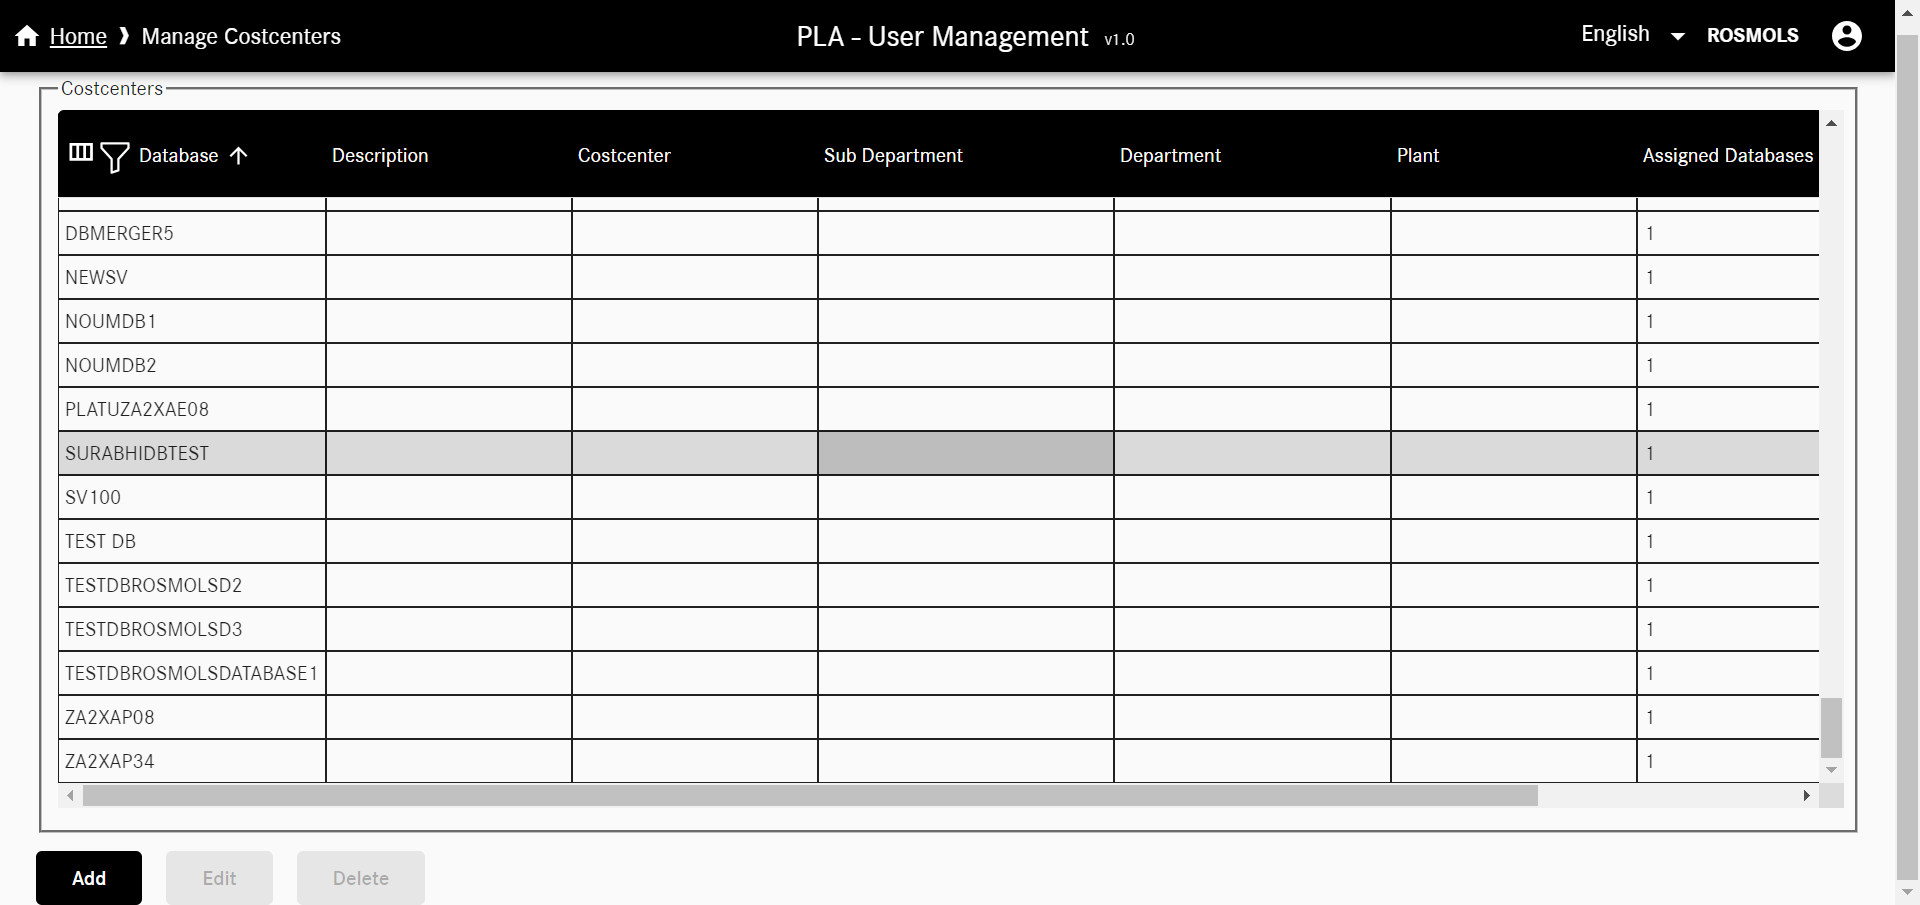 Home ❱ Manage Costcenters
PLA - User Management v1.0
English
ROSMOLS
Costcenters
Database Description Costcenter Sub Department Department Plant Assigned Databases
DBMERGER5 1
NEWSV 1
NOUMDB1 1
NOUMDB2 1
PLATUZA2XAE08 1
SURABHIDBTEST 1
SV100 1
TEST DB 1
TESTDBROSMOLSD2 1
TESTDBROSMOLSD3 1
TESTDBROSMOLSDATABASE1 1
ZA2XAP08 1
ZA2XAP34 1
Add Edit Delete